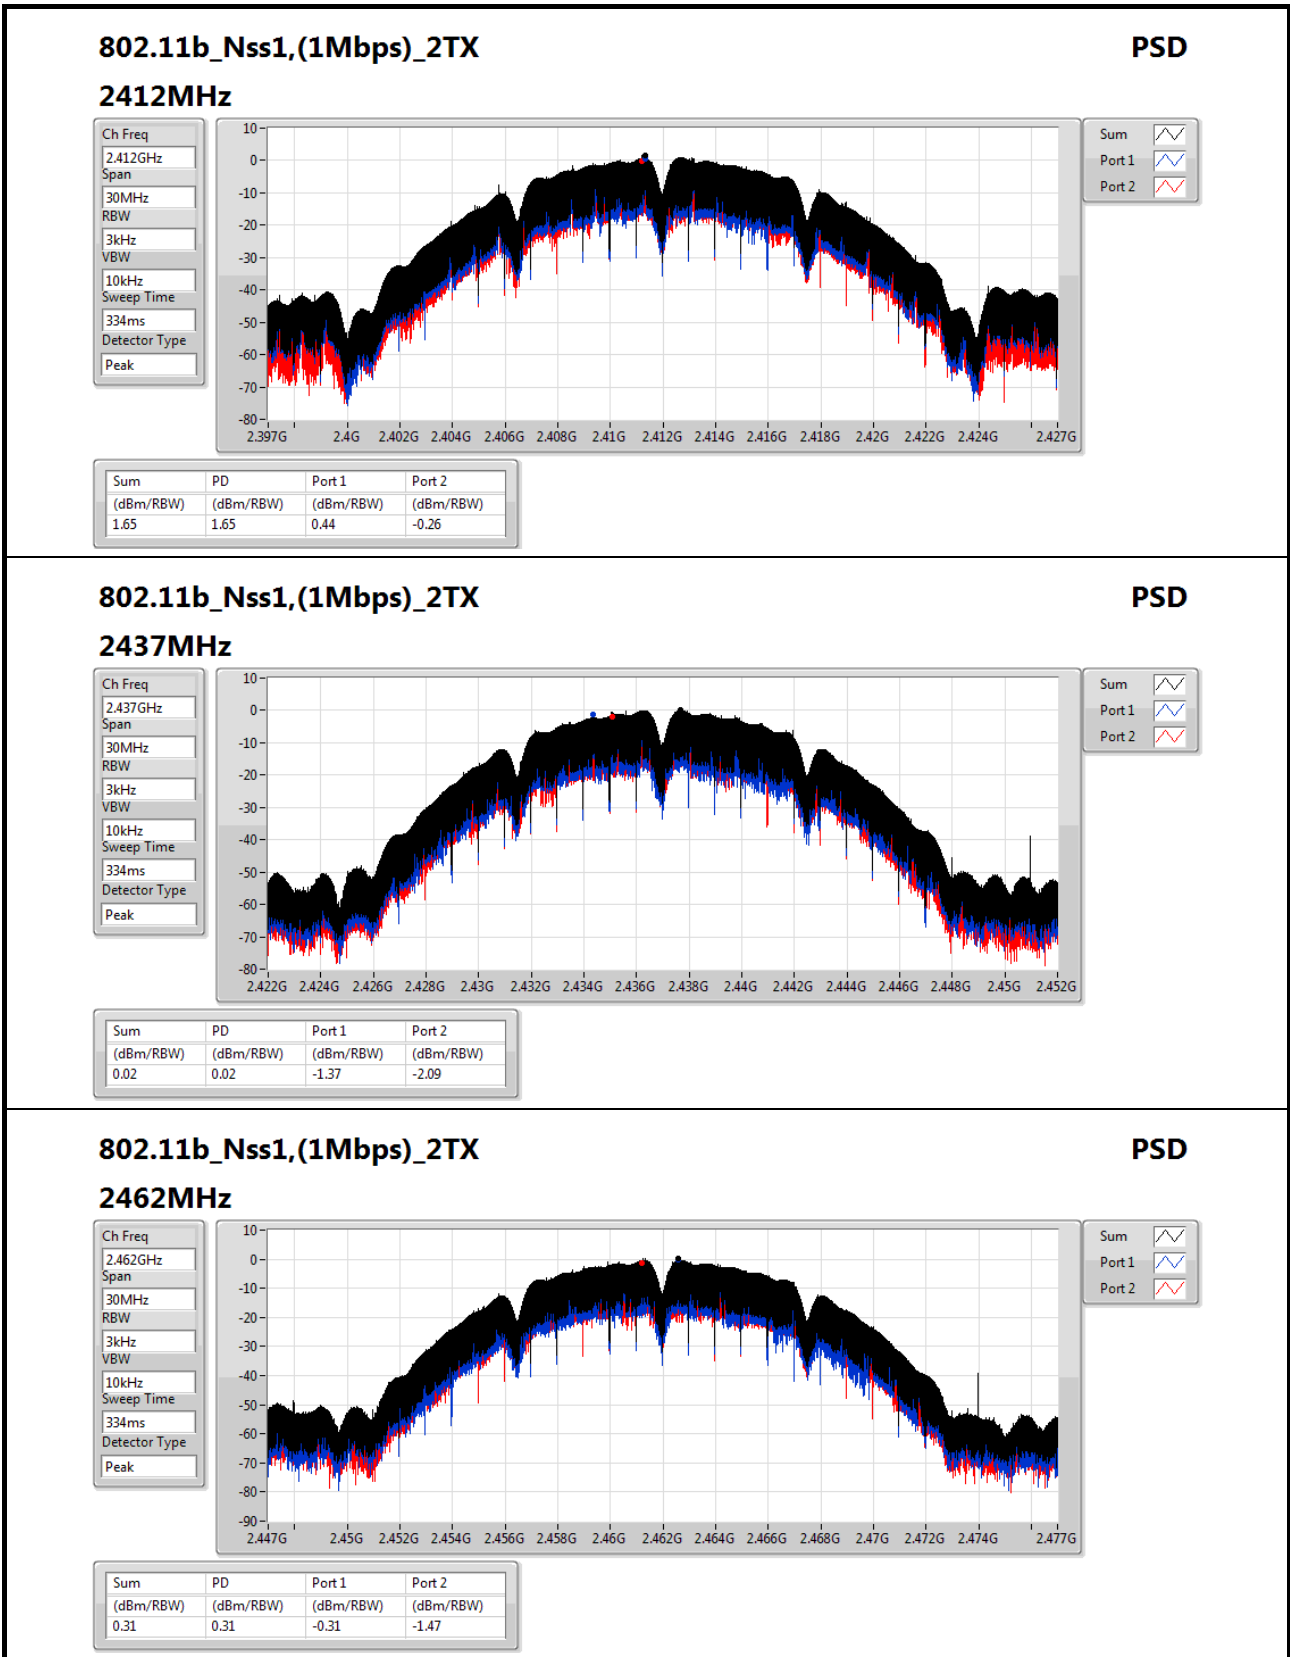 802.11b_Nss1,(1Mbps)_2TX PSD
2412MHz
Ch Freq
2.412GHz
Span
30MHz
RBW
3kHz
VBW
10kHz
Sweep Time
334ms
Detector Type
Peak
10
0
-10
-20
-30
-40
-50
-60
-70
-80
2.397G 2.4G 2.402G 2.404G 2.406G 2.408G 2.41G 2.412G 2.414G 2.416G 2.418G 2.42G 2.422G 2.424G 2.427G
Sum
Port 1
Port 2
Sum PD Port 1 Port 2
(dBm/RBW) (dBm/RBW) (dBm/RBW) (dBm/RBW)
1.65 1.65 0.44 -0.26
802.11b_Nss1,(1Mbps)_2TX PSD
2437MHz
Ch Freq
2.437GHz
Span
30MHz
RBW
3kHz
VBW
10kHz
Sweep Time
334ms
Detector Type
Peak
10
0
-10
-20
-30
-40
-50
-60
-70
-80
2.422G 2.424G 2.426G 2.428G 2.43G 2.432G 2.434G 2.436G 2.438G 2.44G 2.442G 2.444G 2.446G 2.448G 2.45G 2.452G
Sum
Port 1
Port 2
Sum PD Port 1 Port 2
(dBm/RBW) (dBm/RBW) (dBm/RBW) (dBm/RBW)
0.02 0.02 -1.37 -2.09
802.11b_Nss1,(1Mbps)_2TX PSD
2462MHz
Ch Freq
2.462GHz
Span
30MHz
RBW
3kHz
VBW
10kHz
Sweep Time
334ms
Detector Type
Peak
10
0
-10
-20
-30
-40
-50
-60
-70
-80
-90
2.447G 2.45G 2.452G 2.454G 2.456G 2.458G 2.46G 2.462G 2.464G 2.466G 2.468G 2.47G 2.472G 2.474G 2.477G
Sum
Port 1
Port 2
Sum PD Port 1 Port 2
(dBm/RBW) (dBm/RBW) (dBm/RBW) (dBm/RBW)
0.31 0.31 -0.31 -1.47